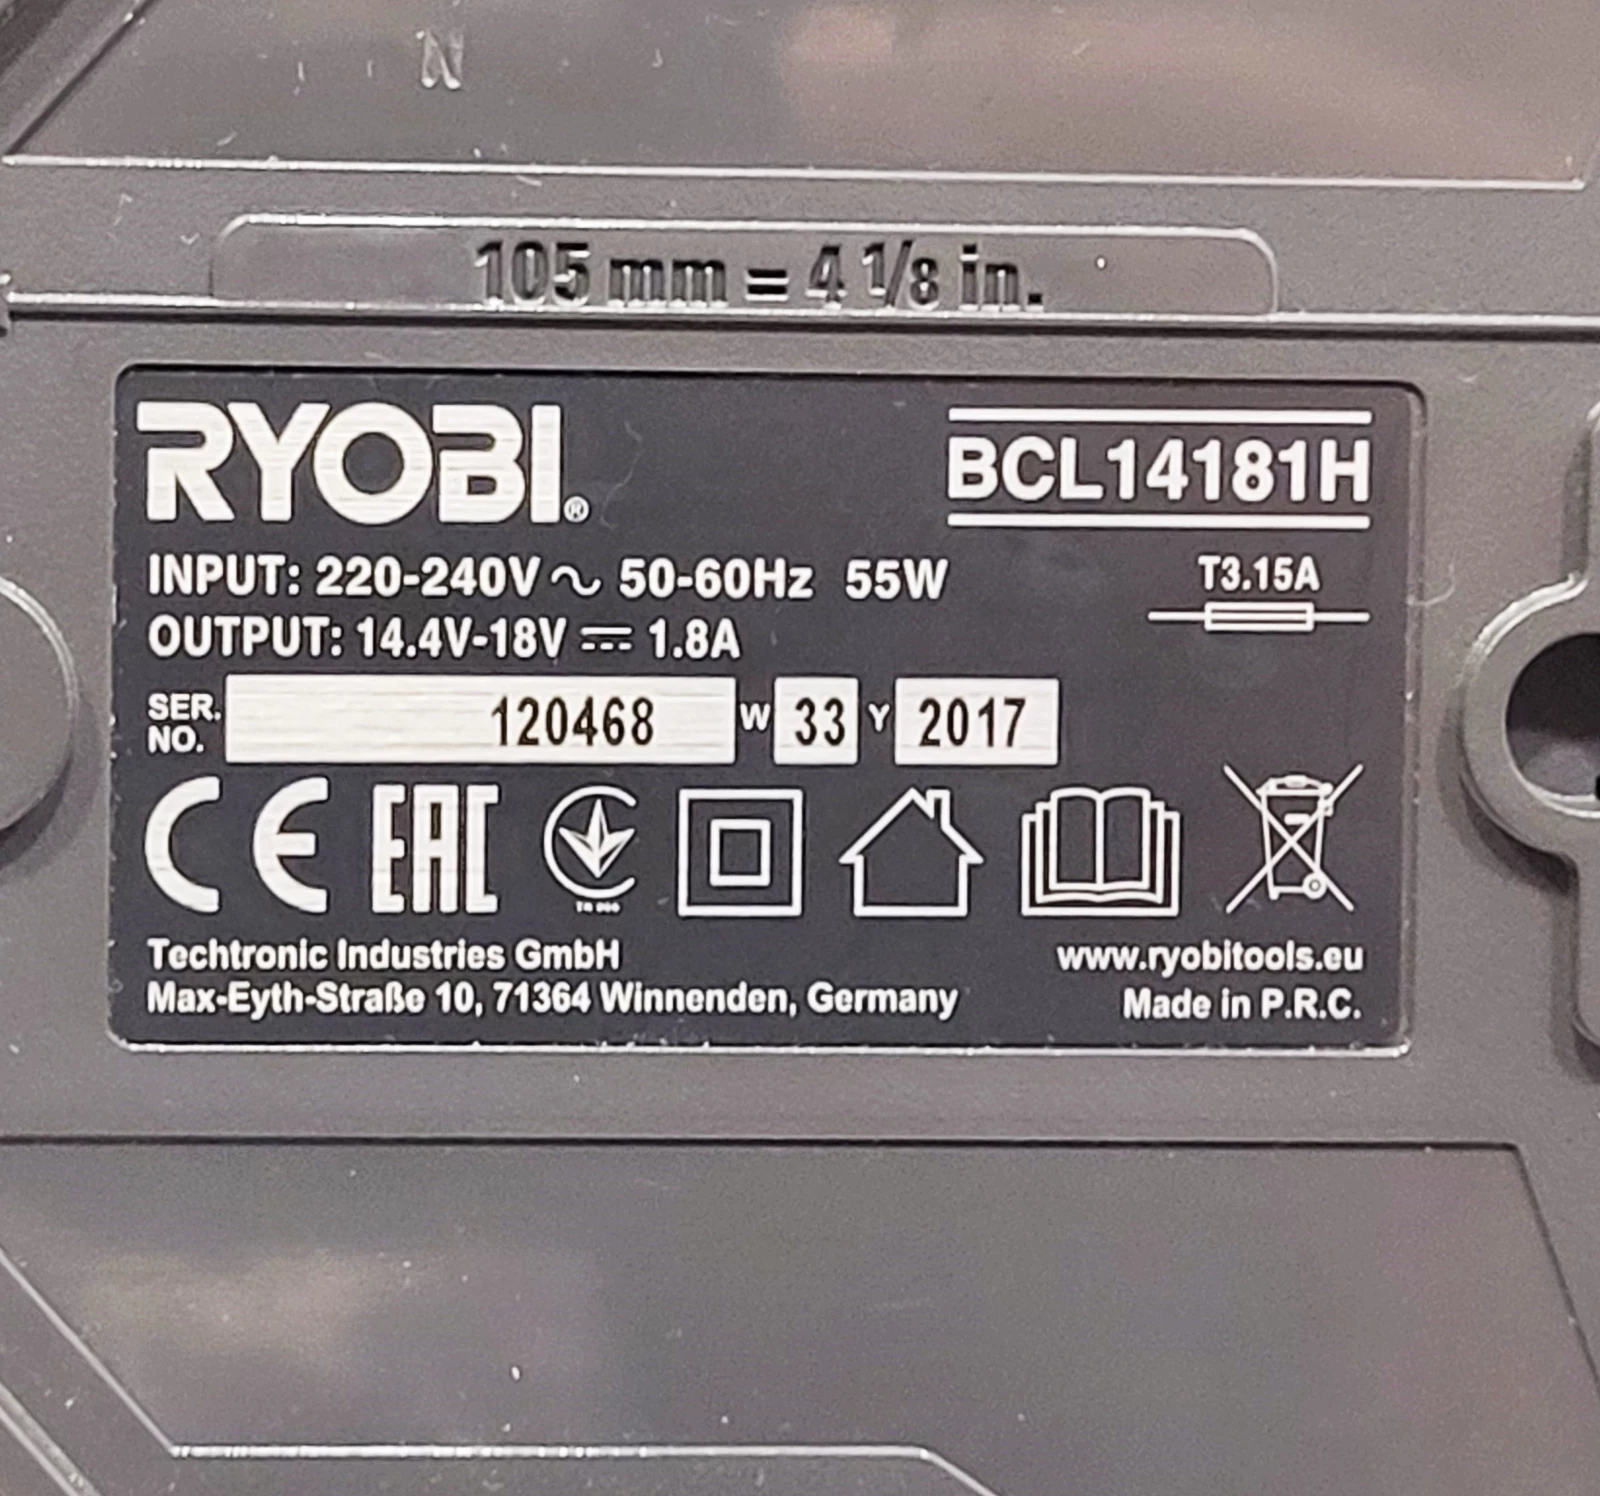 N
105 mm = 4 1/8 in.
RYOBI®
BCL14181H
INPUT: 220-240V ~ 50-60Hz 55W
T3.15A
OUTPUT: 14.4V-18V ⎓ 1.8A
SER. NO. 120468 W 33 Y 2017
CE EAC
Techtronic Industries GmbH
www.ryobitools.eu
Max-Eyth-Straße 10, 71364 Winnenden, Germany
Made in P.R.C.